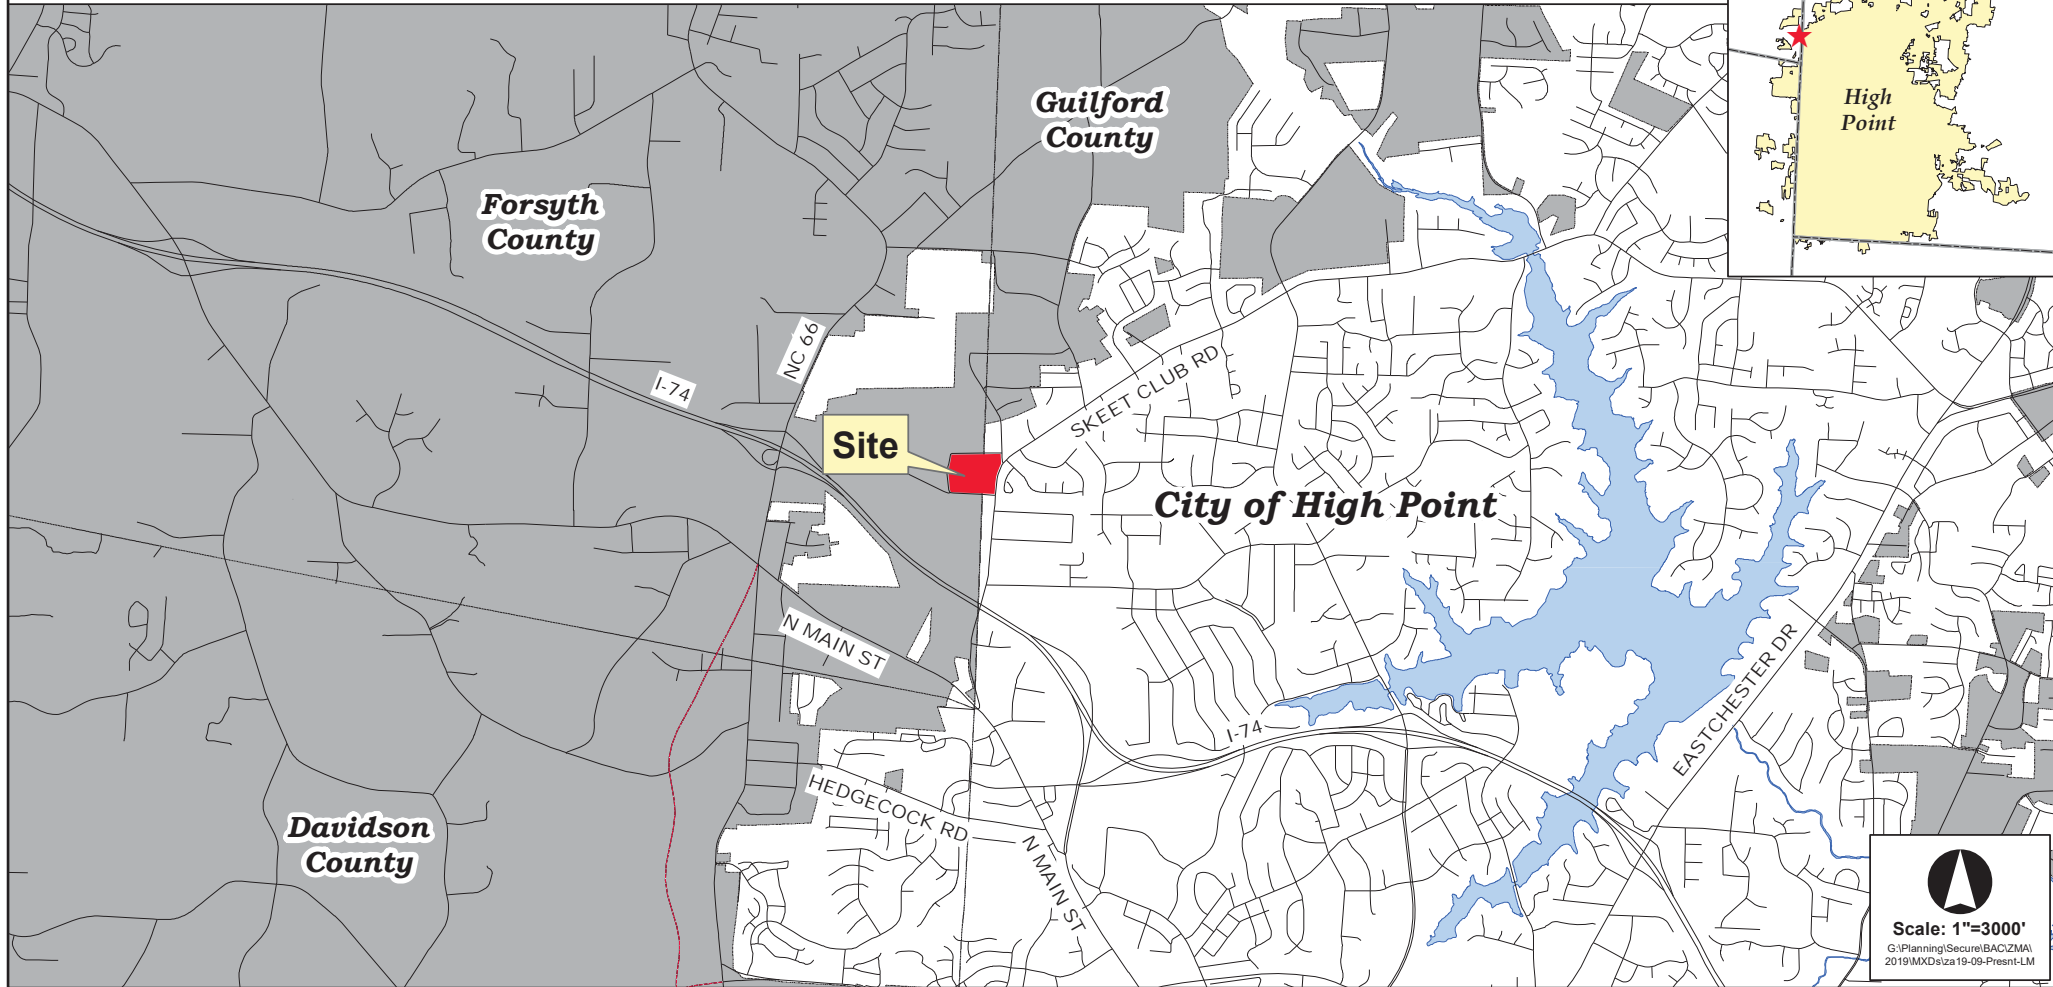 High
Point
Guilford
County
Forsyth
County
NC 66
I-74
SKEET CLUB RD
Site
City of High Point
N MAIN ST
EASTCHESTER DR
I-74
HEDGECOCK RD
Davidson
County
N MAIN ST
Scale: 1"=3000'
G:\Planning\Secure\BAC\ZMA\
2019\MXDs\za19-09-Presnt-LM